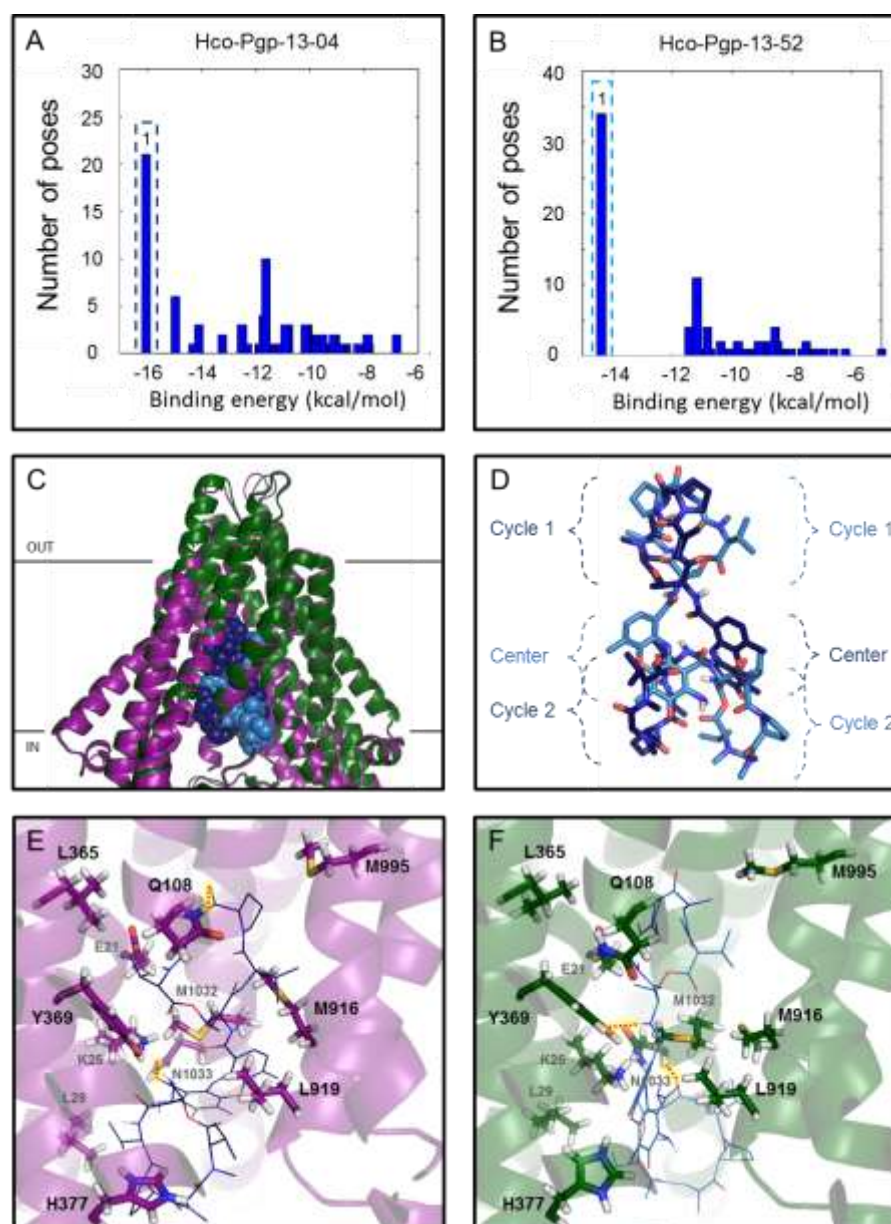 A
Hco-Pgp-13-04
Number of poses
30
25
20
15
10
5
0
1
-16 -14 -12 -10 -8 -6
Binding energy (kcal/mol)
B
Hco-Pgp-13-52
Number of poses
40
30
20
10
0
1
-14 -12 -10 -8 -6
Binding energy (kcal/mol)
C
OUT
IN
D
Cycle 1
Cycle 1
Center
Center
Cycle 2
Cycle 2
E
L365
Q108
M995
E21
M1032
M916
Y369
K25
N1033
L919
L29
H377
F
L365
Q108
M995
E21
M1032
M916
Y369
K25
N1033
L919
L29
H377